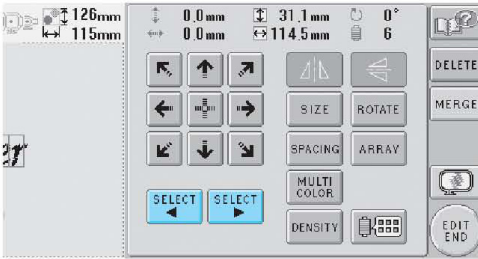 126mm
115mm
0.0mm 31.1mm 0°
0.0mm 114.5mm 6
DELETE
MERGE
SIZE ROTATE
SPACING ARRAY
MULTI
COLOR
SELECT SELECT
DENSITY
EDIT
END